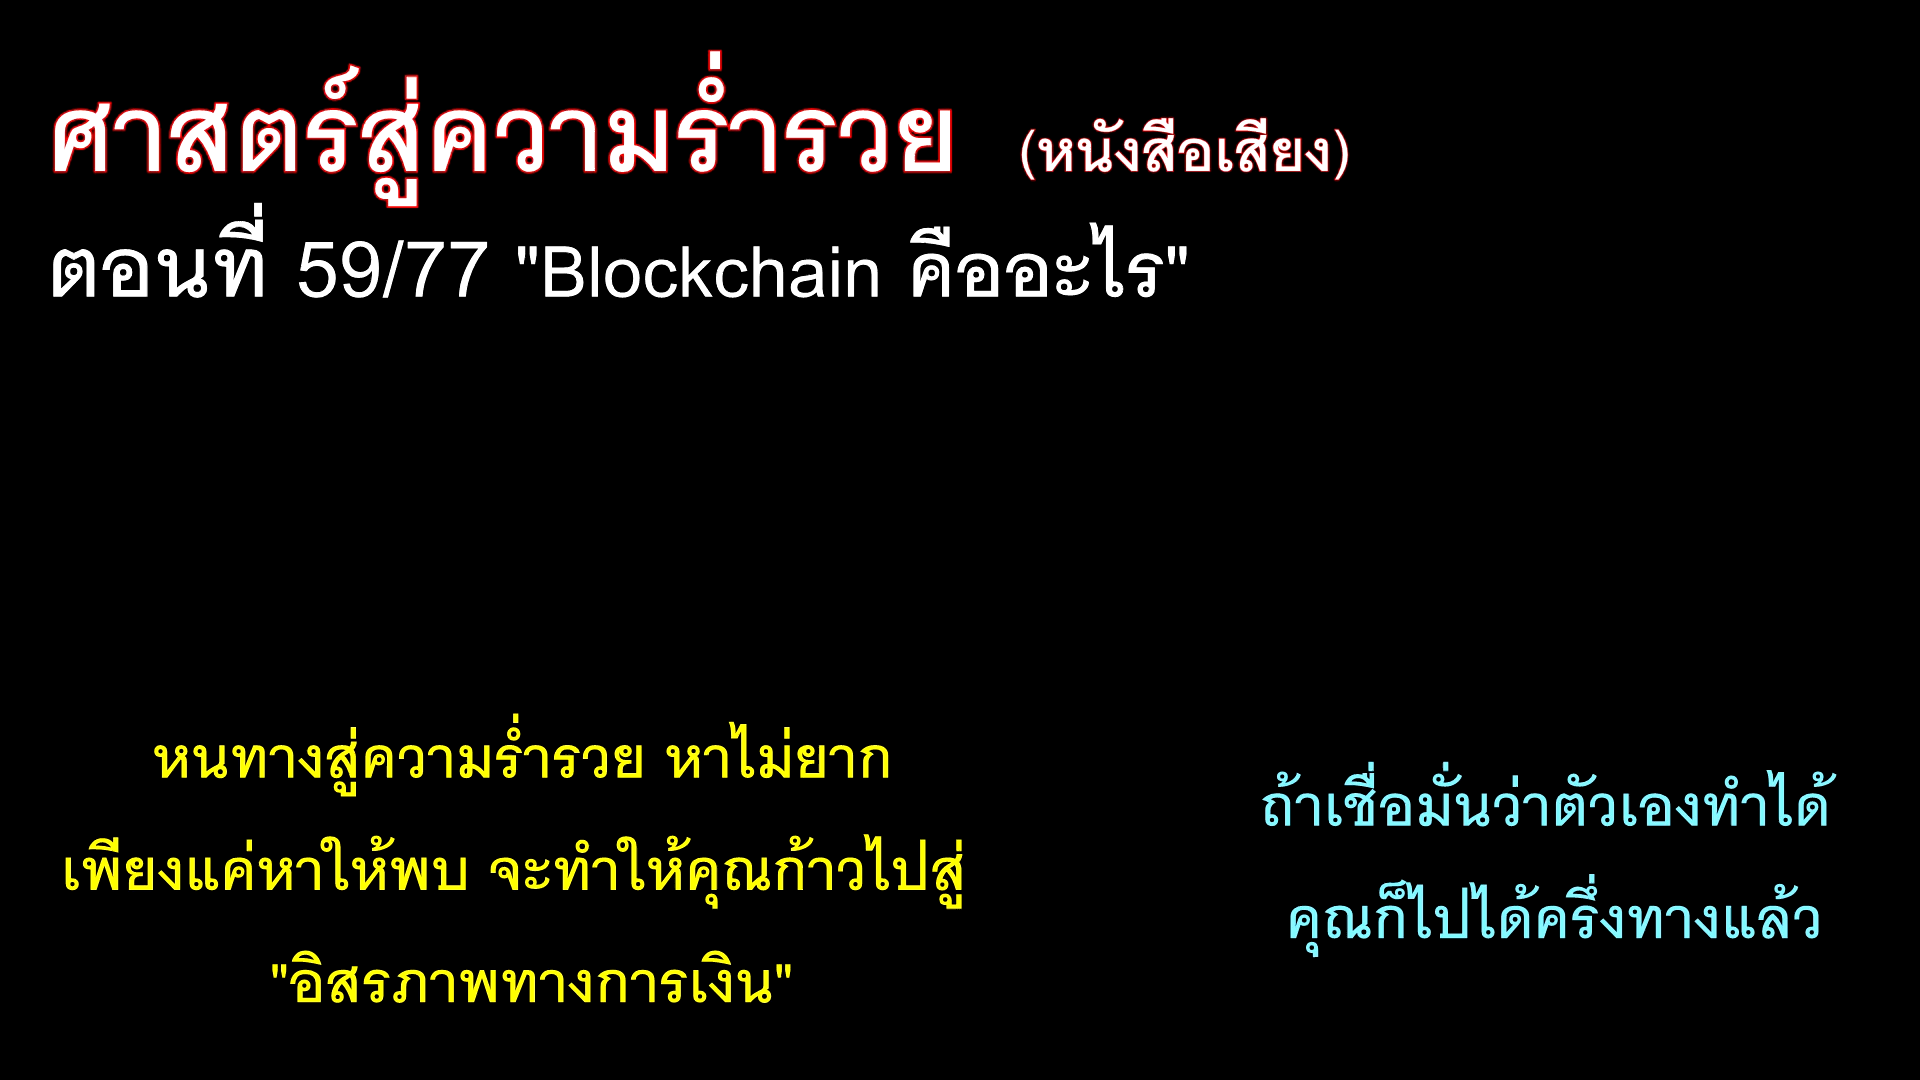 ศาสตร์สู่ความร่ำรวย (หนังสือเสียง)
ตอนที่ 59/77 "Blockchain คืออะไร"
หนทางสู่ความร่ำรวย หาไม่ยาก
เพียงแค่หาให้พบ จะทำให้คุณก้าวไปสู่
"อิสรภาพทางการเงิน"
ถ้าเชื่อมั่นว่าตัวเองทำได้
คุณก็ไปได้ครึ่งทางแล้ว